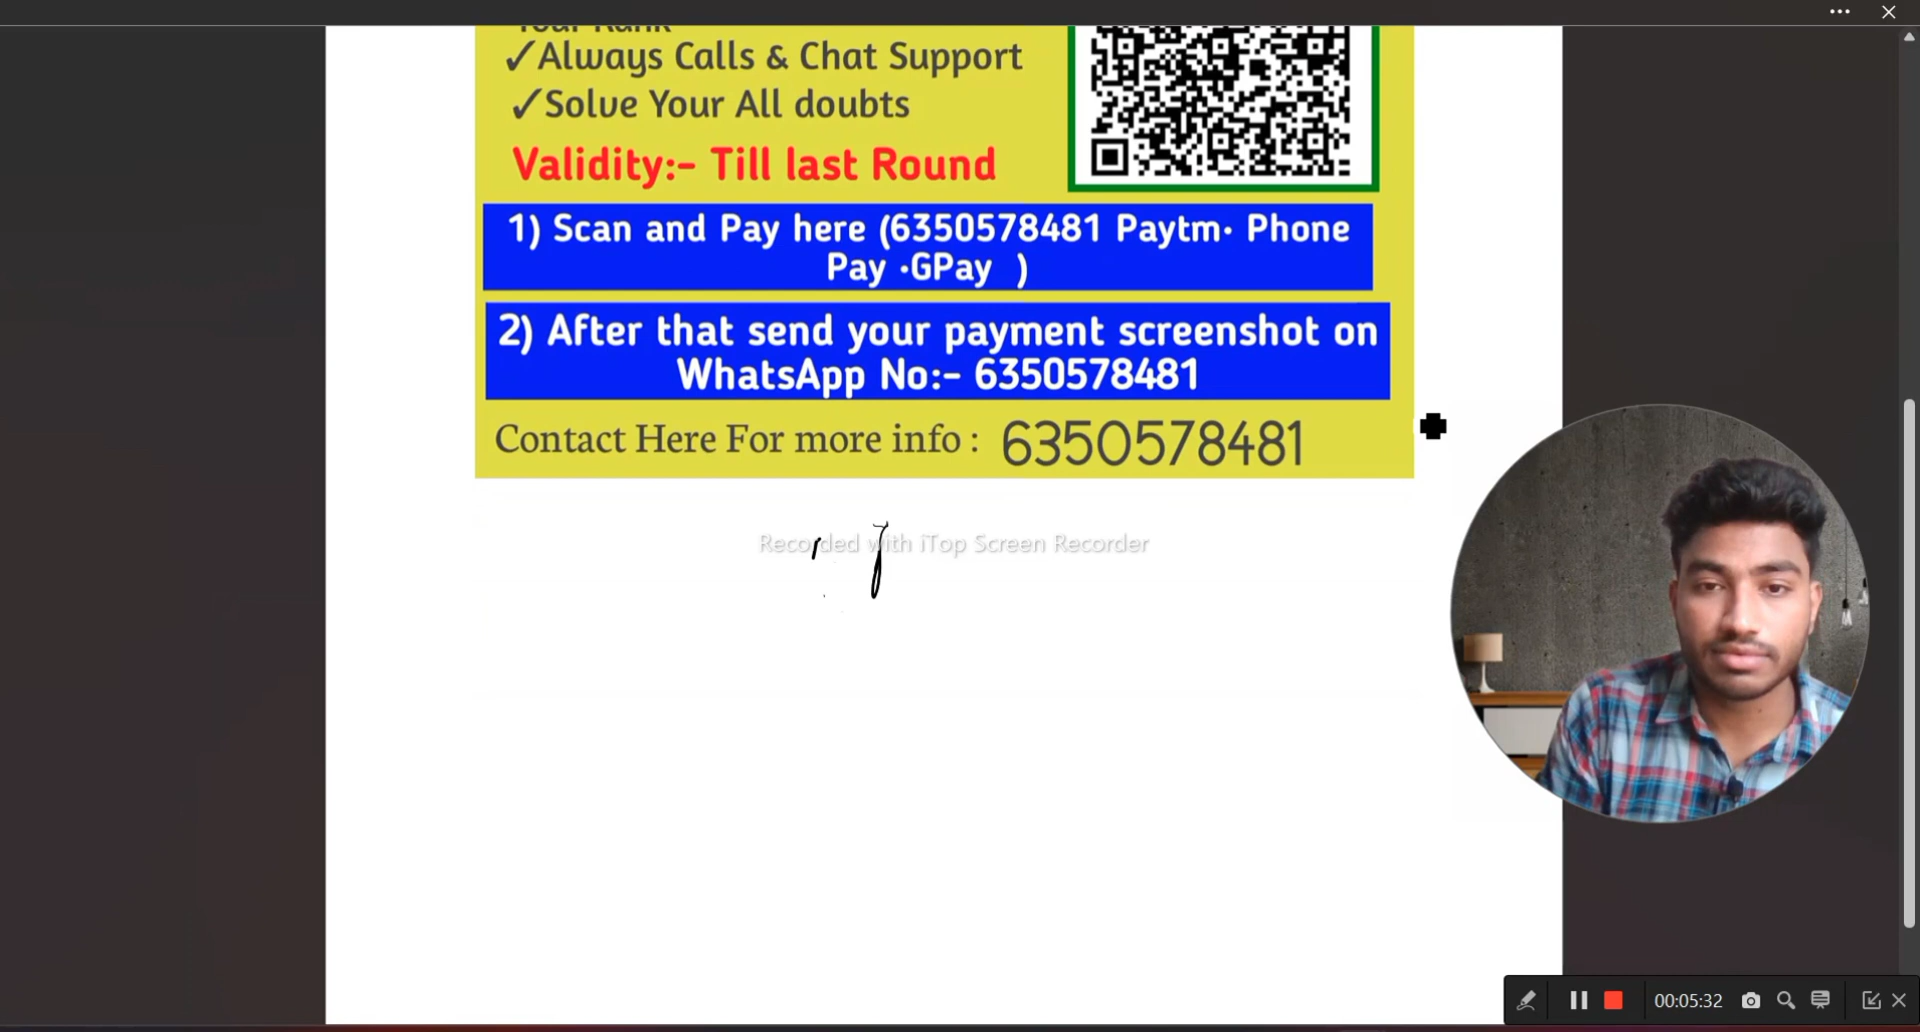 ✓Always Calls & Chat Support
✓Solve Your All doubts
Validity:- Till last Round
1) Scan and Pay here (6350578481 Paytm· Phone
Pay ·GPay )
2) After that send your payment screenshot on
WhatsApp No:- 6350578481
Contact Here For more info : 6350578481
Recorded with iTop Screen Recorder
00:05:32